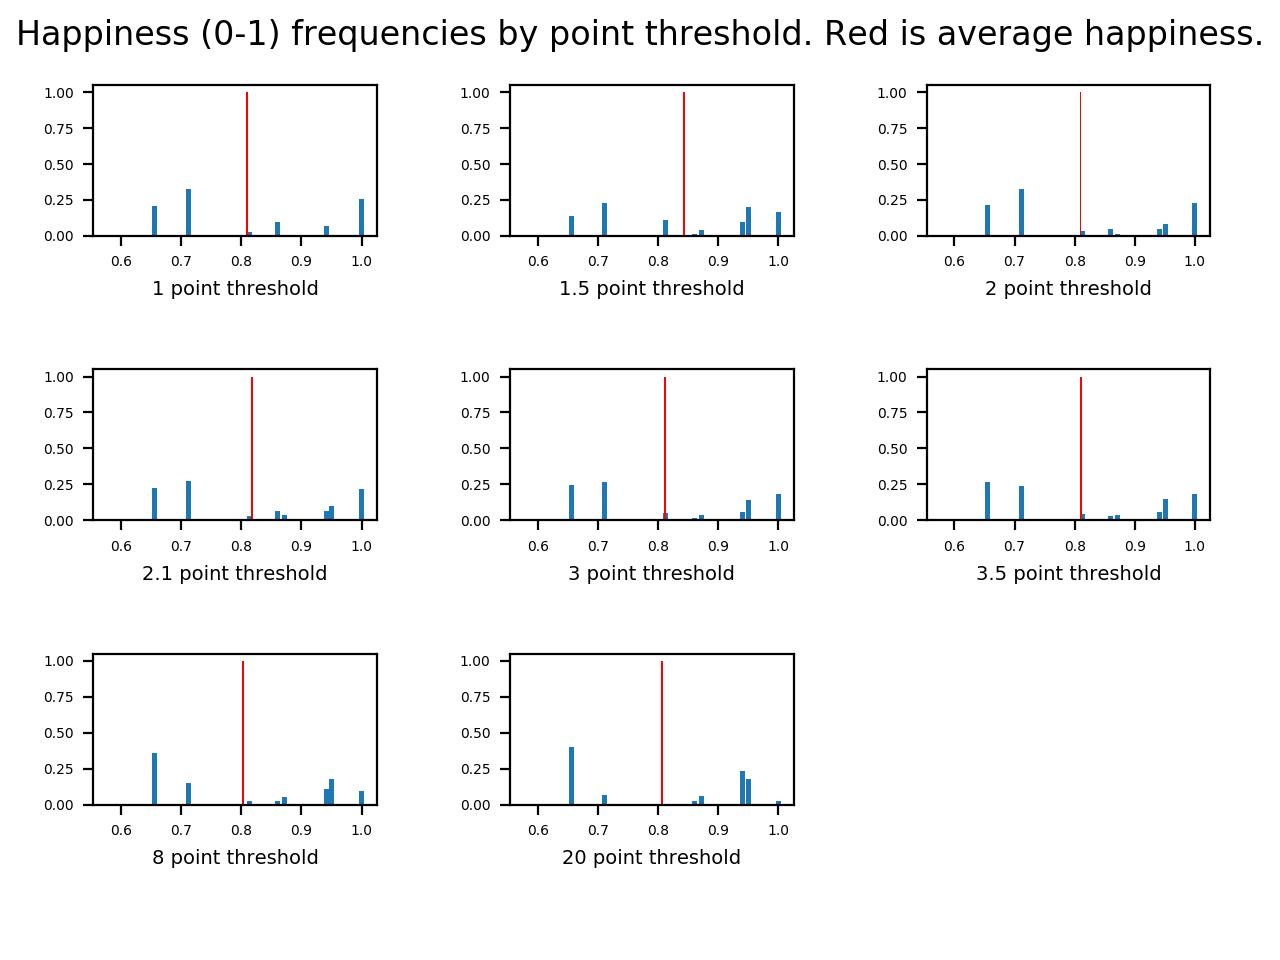 Happiness (0-1) frequencies by point threshold. Red is average happiness.
1.00 1.00 1.00
0.75 0.75 0.75
0.50 0.50 0.50
0.25 0.25 0.25
0.00 0.00 0.00
0.6 0.7 0.8 0.9 1.0 0.6 0.7 0.8 0.9 1.0 0.6 0.7 0.8 0.9 1.0
1 point threshold 1.5 point threshold 2 point threshold
1.00 1.00 1.00
0.75 0.75 0.75
0.50 0.50 0.50
0.25 0.25 0.25
0.00 0.00 0.00
0.6 0.7 0.8 0.9 1.0 0.6 0.7 0.8 0.9 1.0 0.6 0.7 0.8 0.9 1.0
2.1 point threshold 3 point threshold 3.5 point threshold
1.00 1.00
0.75 0.75
0.50 0.50
0.25 0.25
0.00 0.00
0.6 0.7 0.8 0.9 1.0 0.6 0.7 0.8 0.9 1.0
8 point threshold 20 point threshold